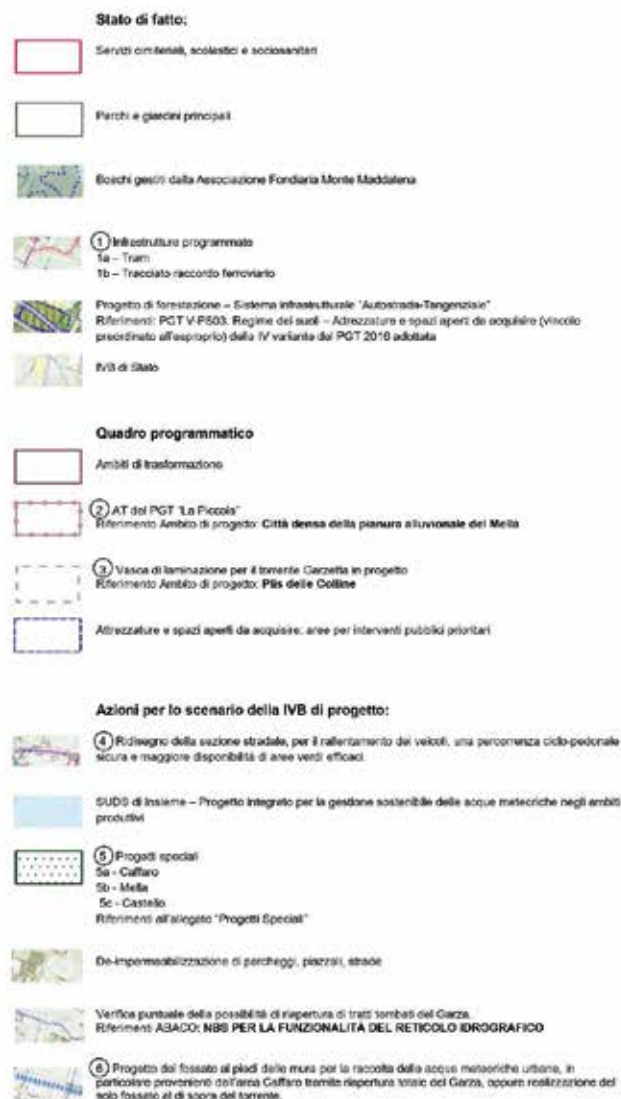 Stato di fatto:
Servizi cimiteriali, scolastici e sociosanitari
Parchi e giardini principali
Boschi gestiti dalla Associazione Fondiaria Monte Maddalena
1 Infrastrutture programmate
1a – Tram
1b – Tracciato raccordo ferroviario
Progetto di forestazione – Sistema infrastrutturale "Autostrada-Tangenziale"
Riferimenti: PGT V-PS03. Regime dei suoli – Attrezzature e spazi aperti da acquisire (vincolo
preordinato all'esproprio) della IV variante del PGT 2016 adottata
IVB di Stato
Quadro programmatico
Ambiti di trasformazione
2 AT del PGT "La Piccola"
Riferimento Ambito di progetto: Città densa della pianura alluvionale del Mella
3 Vasca di laminazione per il torrente Garzetta in progetto
Riferimento Ambito di progetto: Plis delle Colline
Attrezzature e spazi aperti da acquisire: aree per interventi pubblici prioritari
Azioni per lo scenario della IVB di progetto:
4 Ridisegno della sezione stradale, per il rallentamento dei veicoli, una percorrenza ciclo-pedonale
sicura e maggiore disponibilità di aree verdi efficaci.
SUDS di Insieme – Progetto integrato per la gestione sostenibile delle acque meteoriche negli ambiti
produttivi
5 Progetti speciali
5a - Caffaro
5b - Mella
5c - Castello
Riferimenti all'allegato "Progetti Speciali"
De-impermeabilizzazione di parcheggi, piazzali, strade
Verifica puntuale della possibilità di riapertura di tratti tombati del Garza.
Riferimenti ABACO: NBS PER LA FUNZIONALITÀ DEL RETICOLO IDROGRAFICO
6 Progetto del fossato ai piedi delle mura per la raccolta delle acque meteoriche urbane, in
particolare provenienti dall'area Caffaro tramite riapertura totale del Garza, oppure realizzazione del
solo fossato al di sopra del torrente.